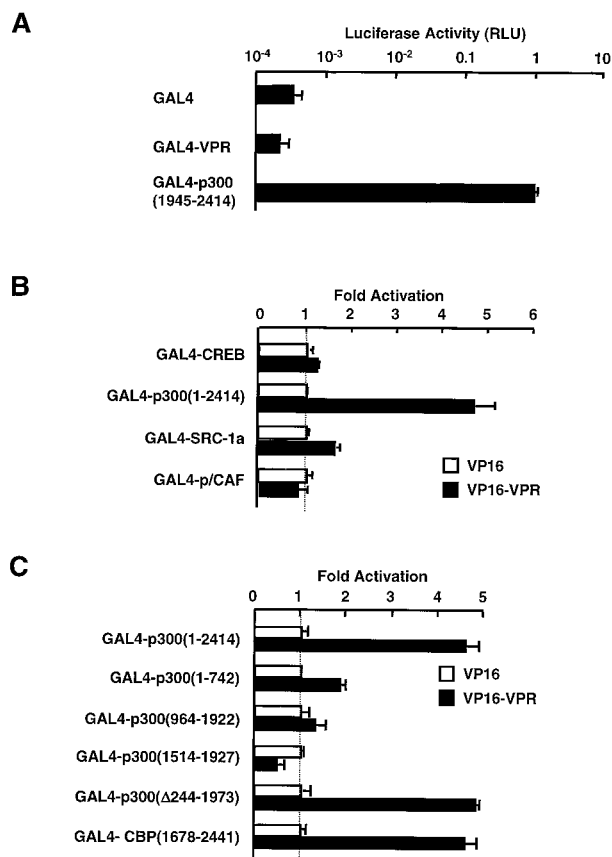 A
Luciferase Activity (RLU)
10-4 10-3 10-2 0.1 1 10
GAL4
GAL4-VPR
GAL4-p300
(1945-2414)
B
Fold Activation
0 1 2 3 4 5 6
GAL4-CREB
GAL4-p300(1-2414)
GAL4-SRC-1a
GAL4-p/CAF
VP16
VP16-VPR
C
Fold Activation
0 1 2 3 4 5
GAL4-p300(1-2414)
GAL4-p300(1-742)
GAL4-p300(964-1922)
GAL4-p300(1514-1927)
GAL4-p300(Δ244-1973)
GAL4- CBP(1678-2441)
VP16
VP16-VPR